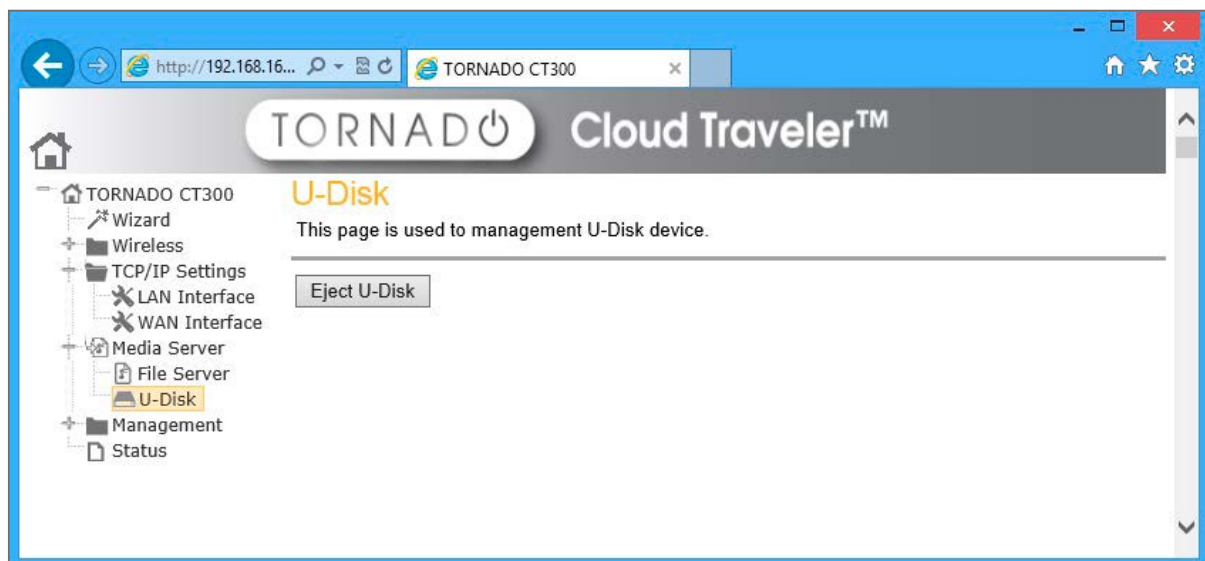 http://192.168.16...
TORNADO CT300
TORNADO Cloud Traveler™
TORNADO CT300
Wizard
Wireless
TCP/IP Settings
LAN Interface
WAN Interface
Media Server
File Server
U-Disk
Management
Status
U-Disk
This page is used to management U-Disk device.
Eject U-Disk